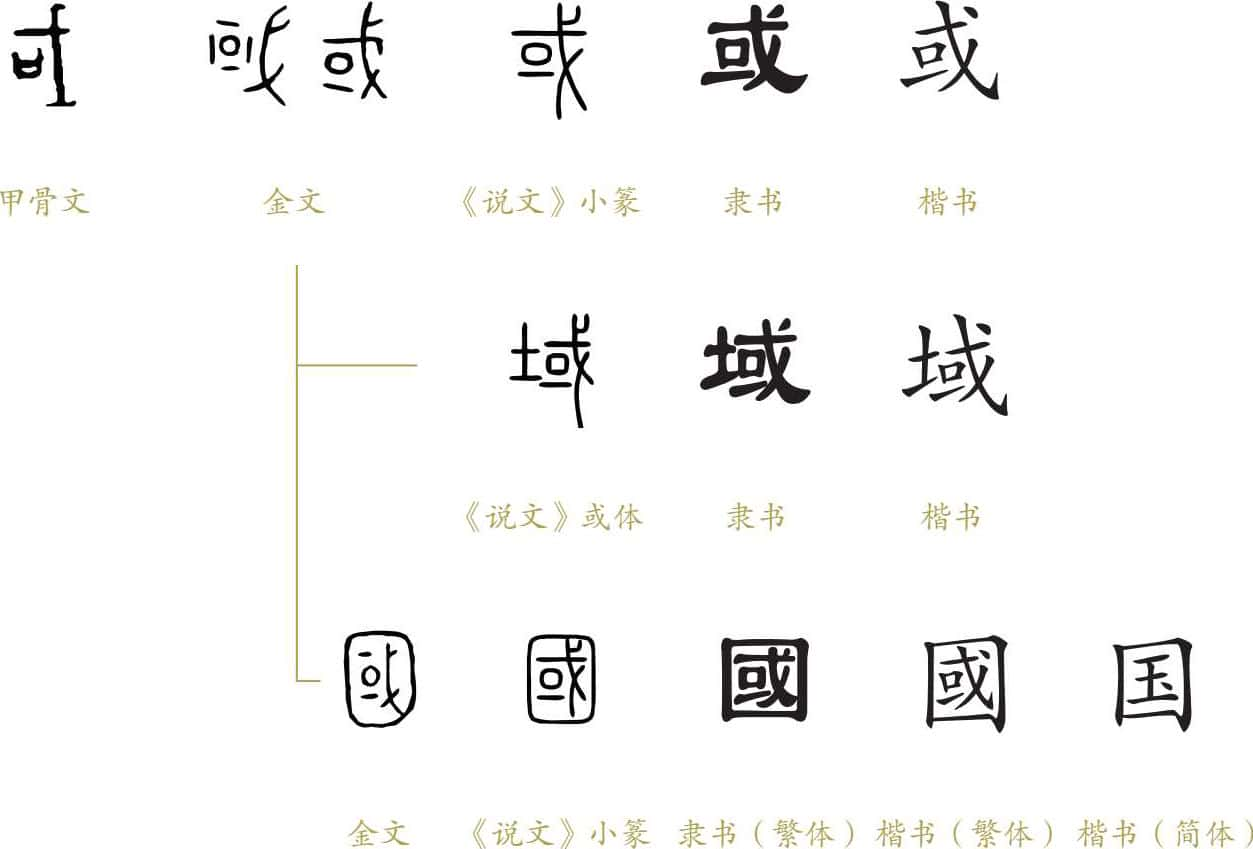 或 或 或 或 或 或
甲骨文 金文 《说文》小篆 隶书 楷书
域 域 域
《说文》或体 隶书 楷书
國 國 國 國 国
金文 《说文》小篆 隶书（繁体） 楷书（繁体） 楷书（简体）